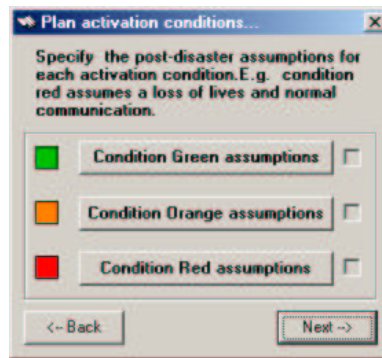 Plan activation conditions...
Specify the post-disaster assumptions for
each activation condition.E.g. condition
red assumes a loss of lives and normal
communication.
Condition Green assumptions
Condition Orange assumptions
Condition Red assumptions
<-- Back
Next -->